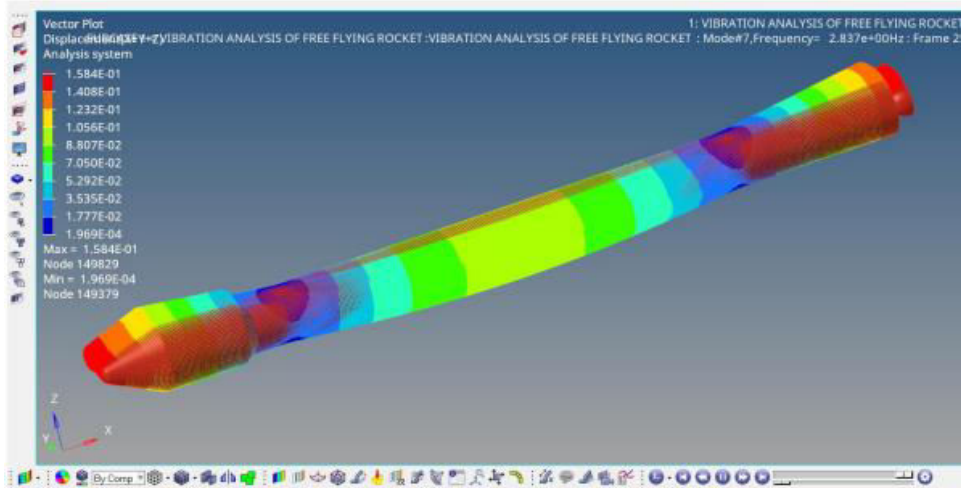 Vector Plot
1: VIBRATION ANALYSIS OF FREE FLYING ROCKET
VIBRATION ANALYSIS OF FREE FLYING ROCKET :VIBRATION ANALYSIS OF FREE FLYING ROCKET : Mode#7,Frequency= 2.837e+00Hz : Frame
Analysis system
1.584E-01
1.408E-01
1.232E-01
1.056E-01
8.807E-02
7.050E-02
5.292E-02
3.535E-02
1.777E-02
1.969E-04
Max = 1.584E-01
Node 149829
Min = 1.969E-04
Node 149379
Z
Y
X
By Comp